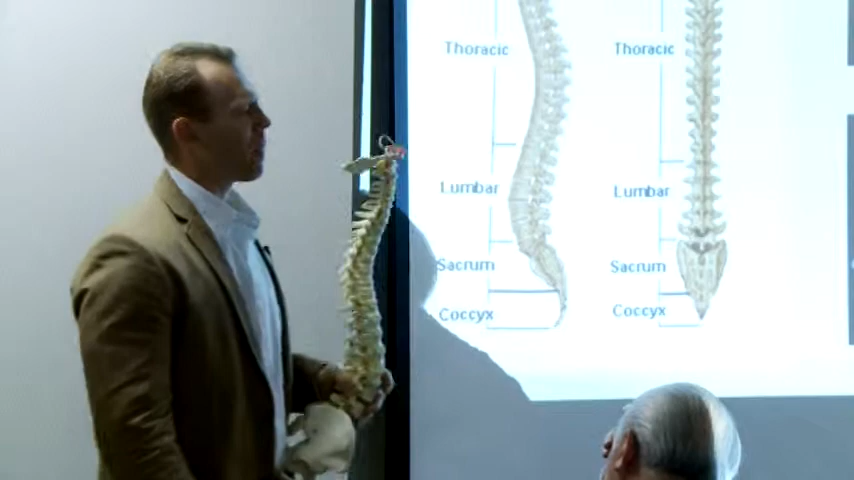 Thoracic
Thoracic
Lumbar
Lumbar
Sacrum
Sacrum
Coccyx
Coccyx